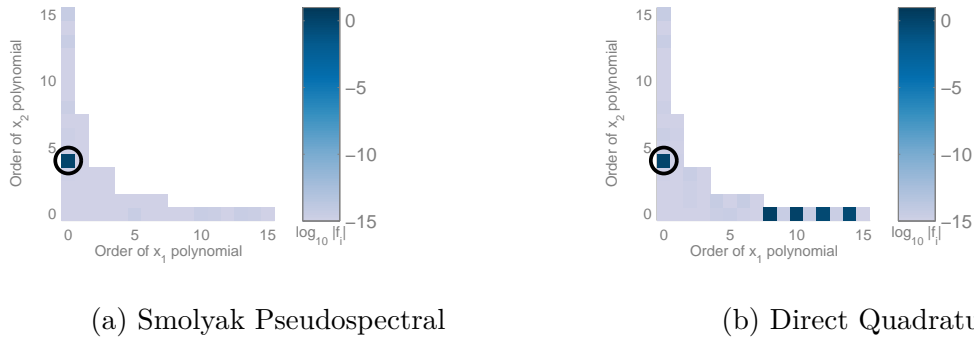 15
10
5
0
Order of x2 polynomial
0 5 10 15
Order of x1 polynomial
0
−5
−10
−15
log10 |fi|
15
10
5
0
Order of x2 polynomial
0 5 10 15
Order of x1 polynomial
0
−5
−10
−15
log10 |fi|
(a) Smolyak Pseudospectral
(b) Direct Quadratu